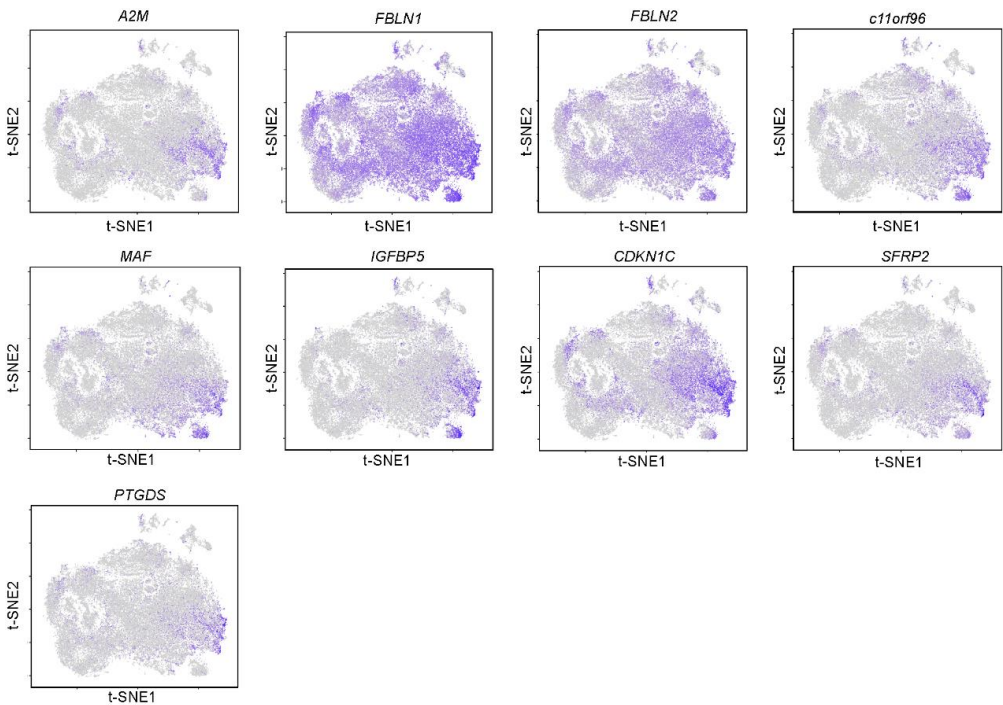 A2M
FBLN1
FBLN2
c11orf96
t-SNE2
t-SNE2
t-SNE2
t-SNE2
t-SNE1
t-SNE1
t-SNE1
t-SNE1
MAF
IGFBP5
CDKN1C
SFRP2
t-SNE2
t-SNE2
t-SNE2
t-SNE2
t-SNE1
t-SNE1
t-SNE1
t-SNE1
PTGDS
t-SNE2
t-SNE1